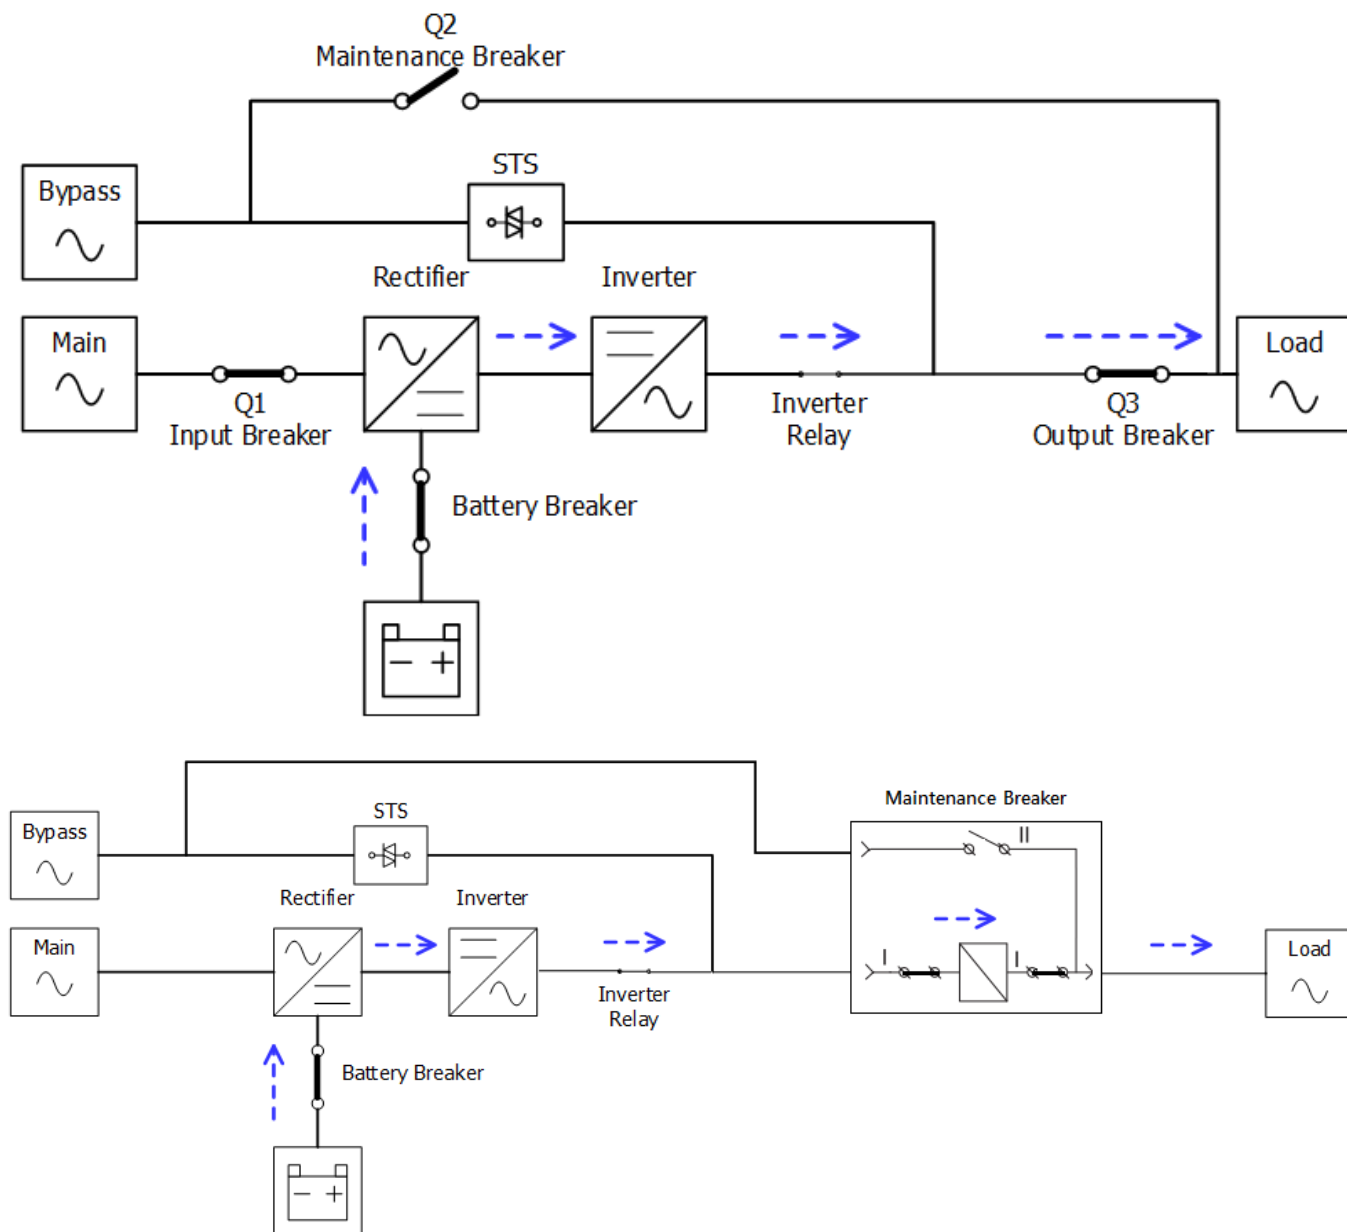 Q2
Maintenance Breaker
STS
Bypass
Rectifier
Inverter
Main
Load
Q1
Input Breaker
Inverter
Relay
Q3
Output Breaker
Battery Breaker
- +
Maintenance Breaker
STS
II
Bypass
Rectifier
Inverter
Main
I
I
Load
Inverter
Relay
Battery Breaker
- +